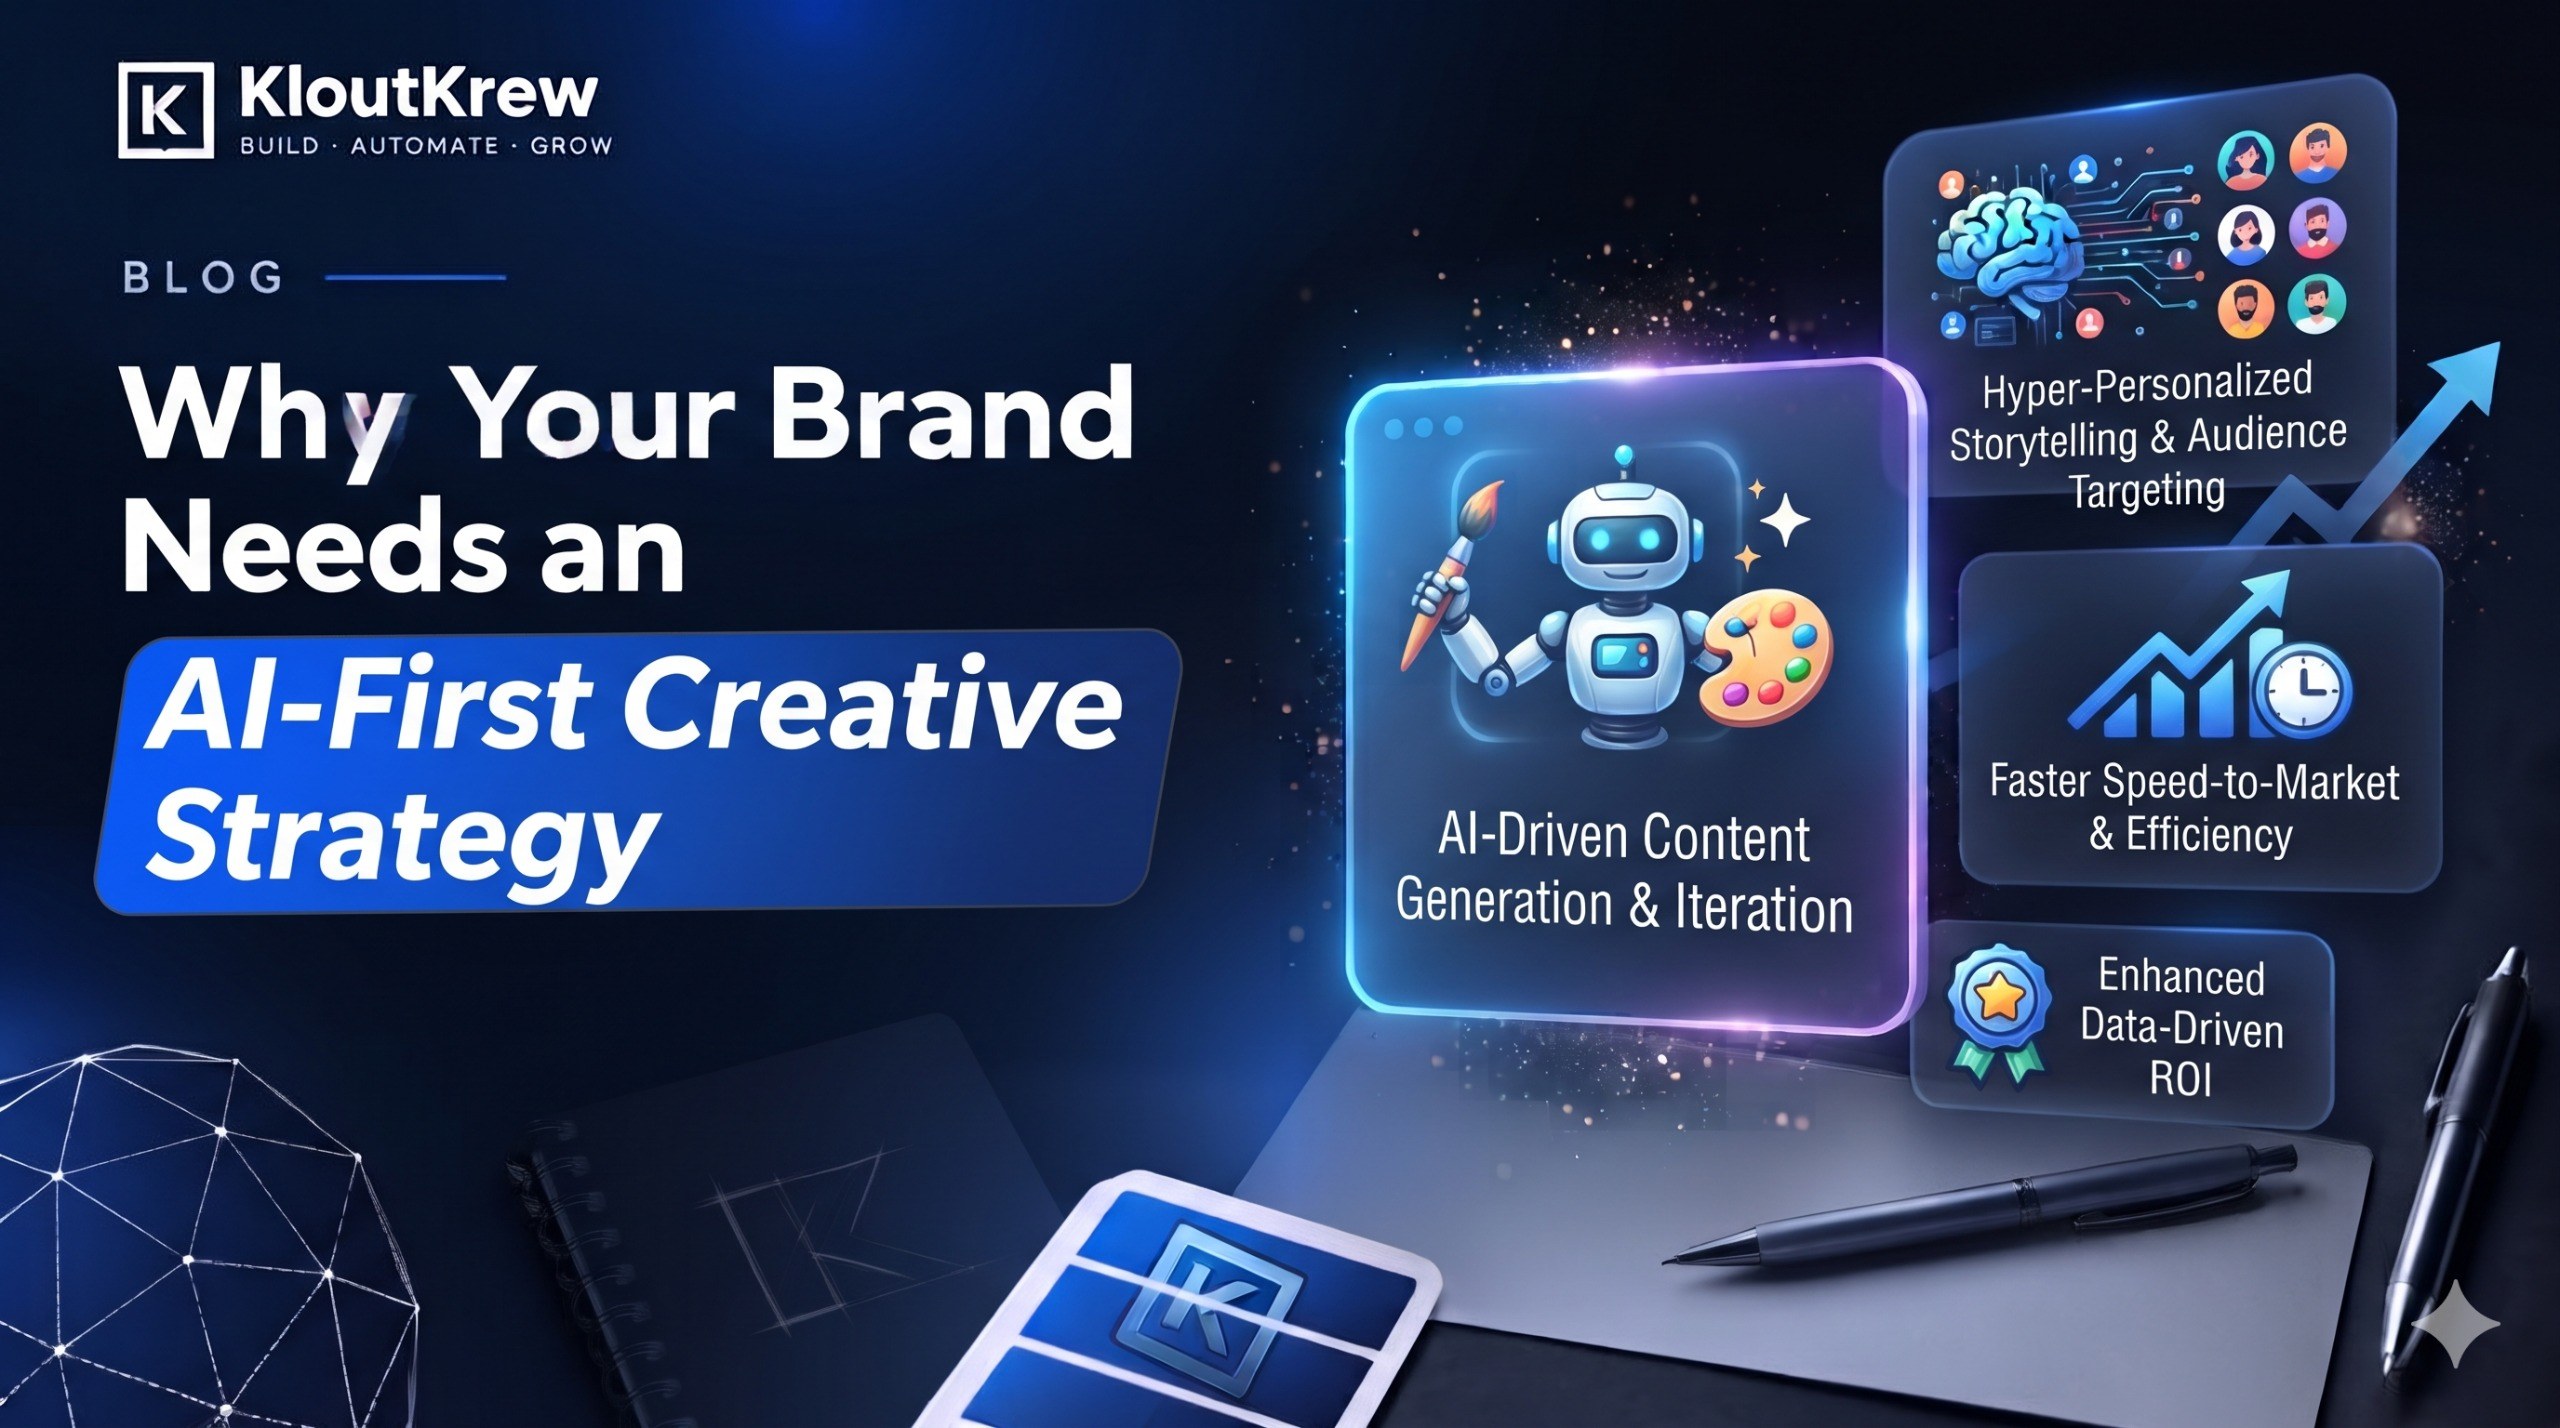 K
KloutKrew
BUILD · AUTOMATE · GROW
BLOG
Why Your Brand
Needs an
AI-First Creative
Strategy
Hyper-Personalized
Storytelling & Audience
Targeting
AI-Driven Content
Generation & Iteration
Faster Speed-to-Market
& Efficiency
Enhanced
Data-Driven
ROI
K
K